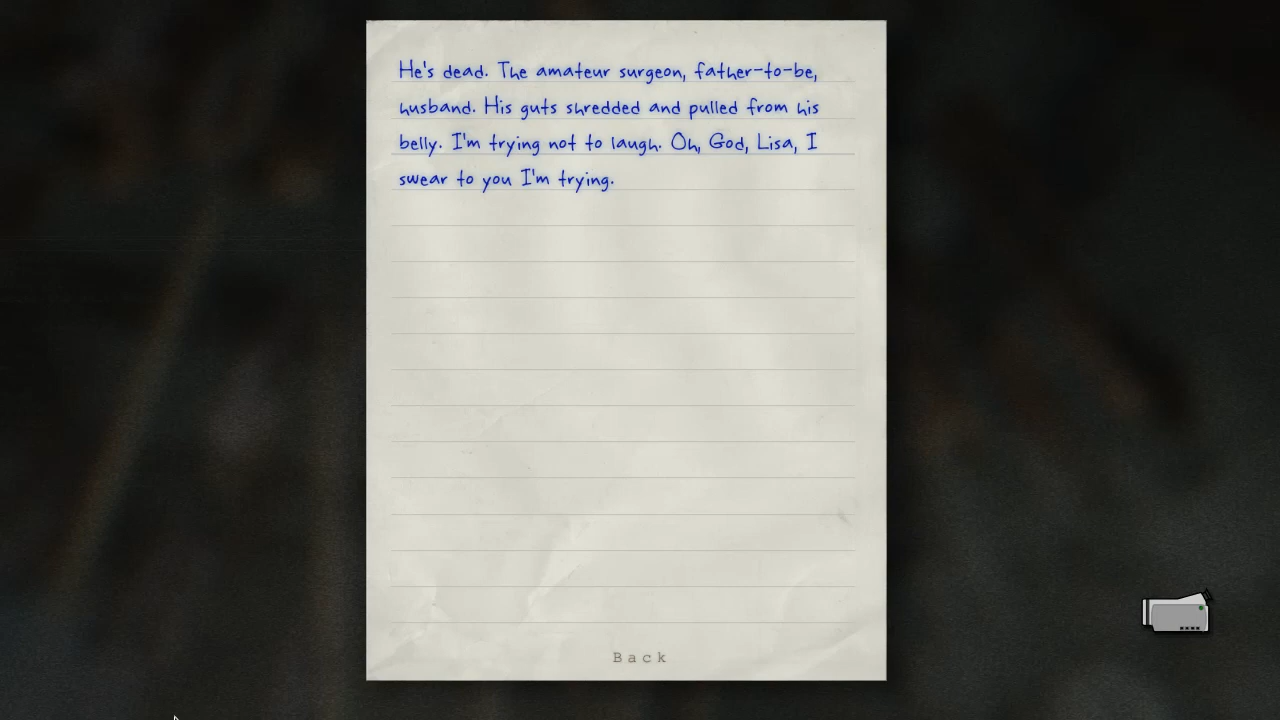 He's dead. The amateur surgeon, father-to-be,
husband. His guts shredded and pulled from his
belly. I'm trying not to laugh. Oh, God, Lisa, I
swear to you I'm trying.
Back